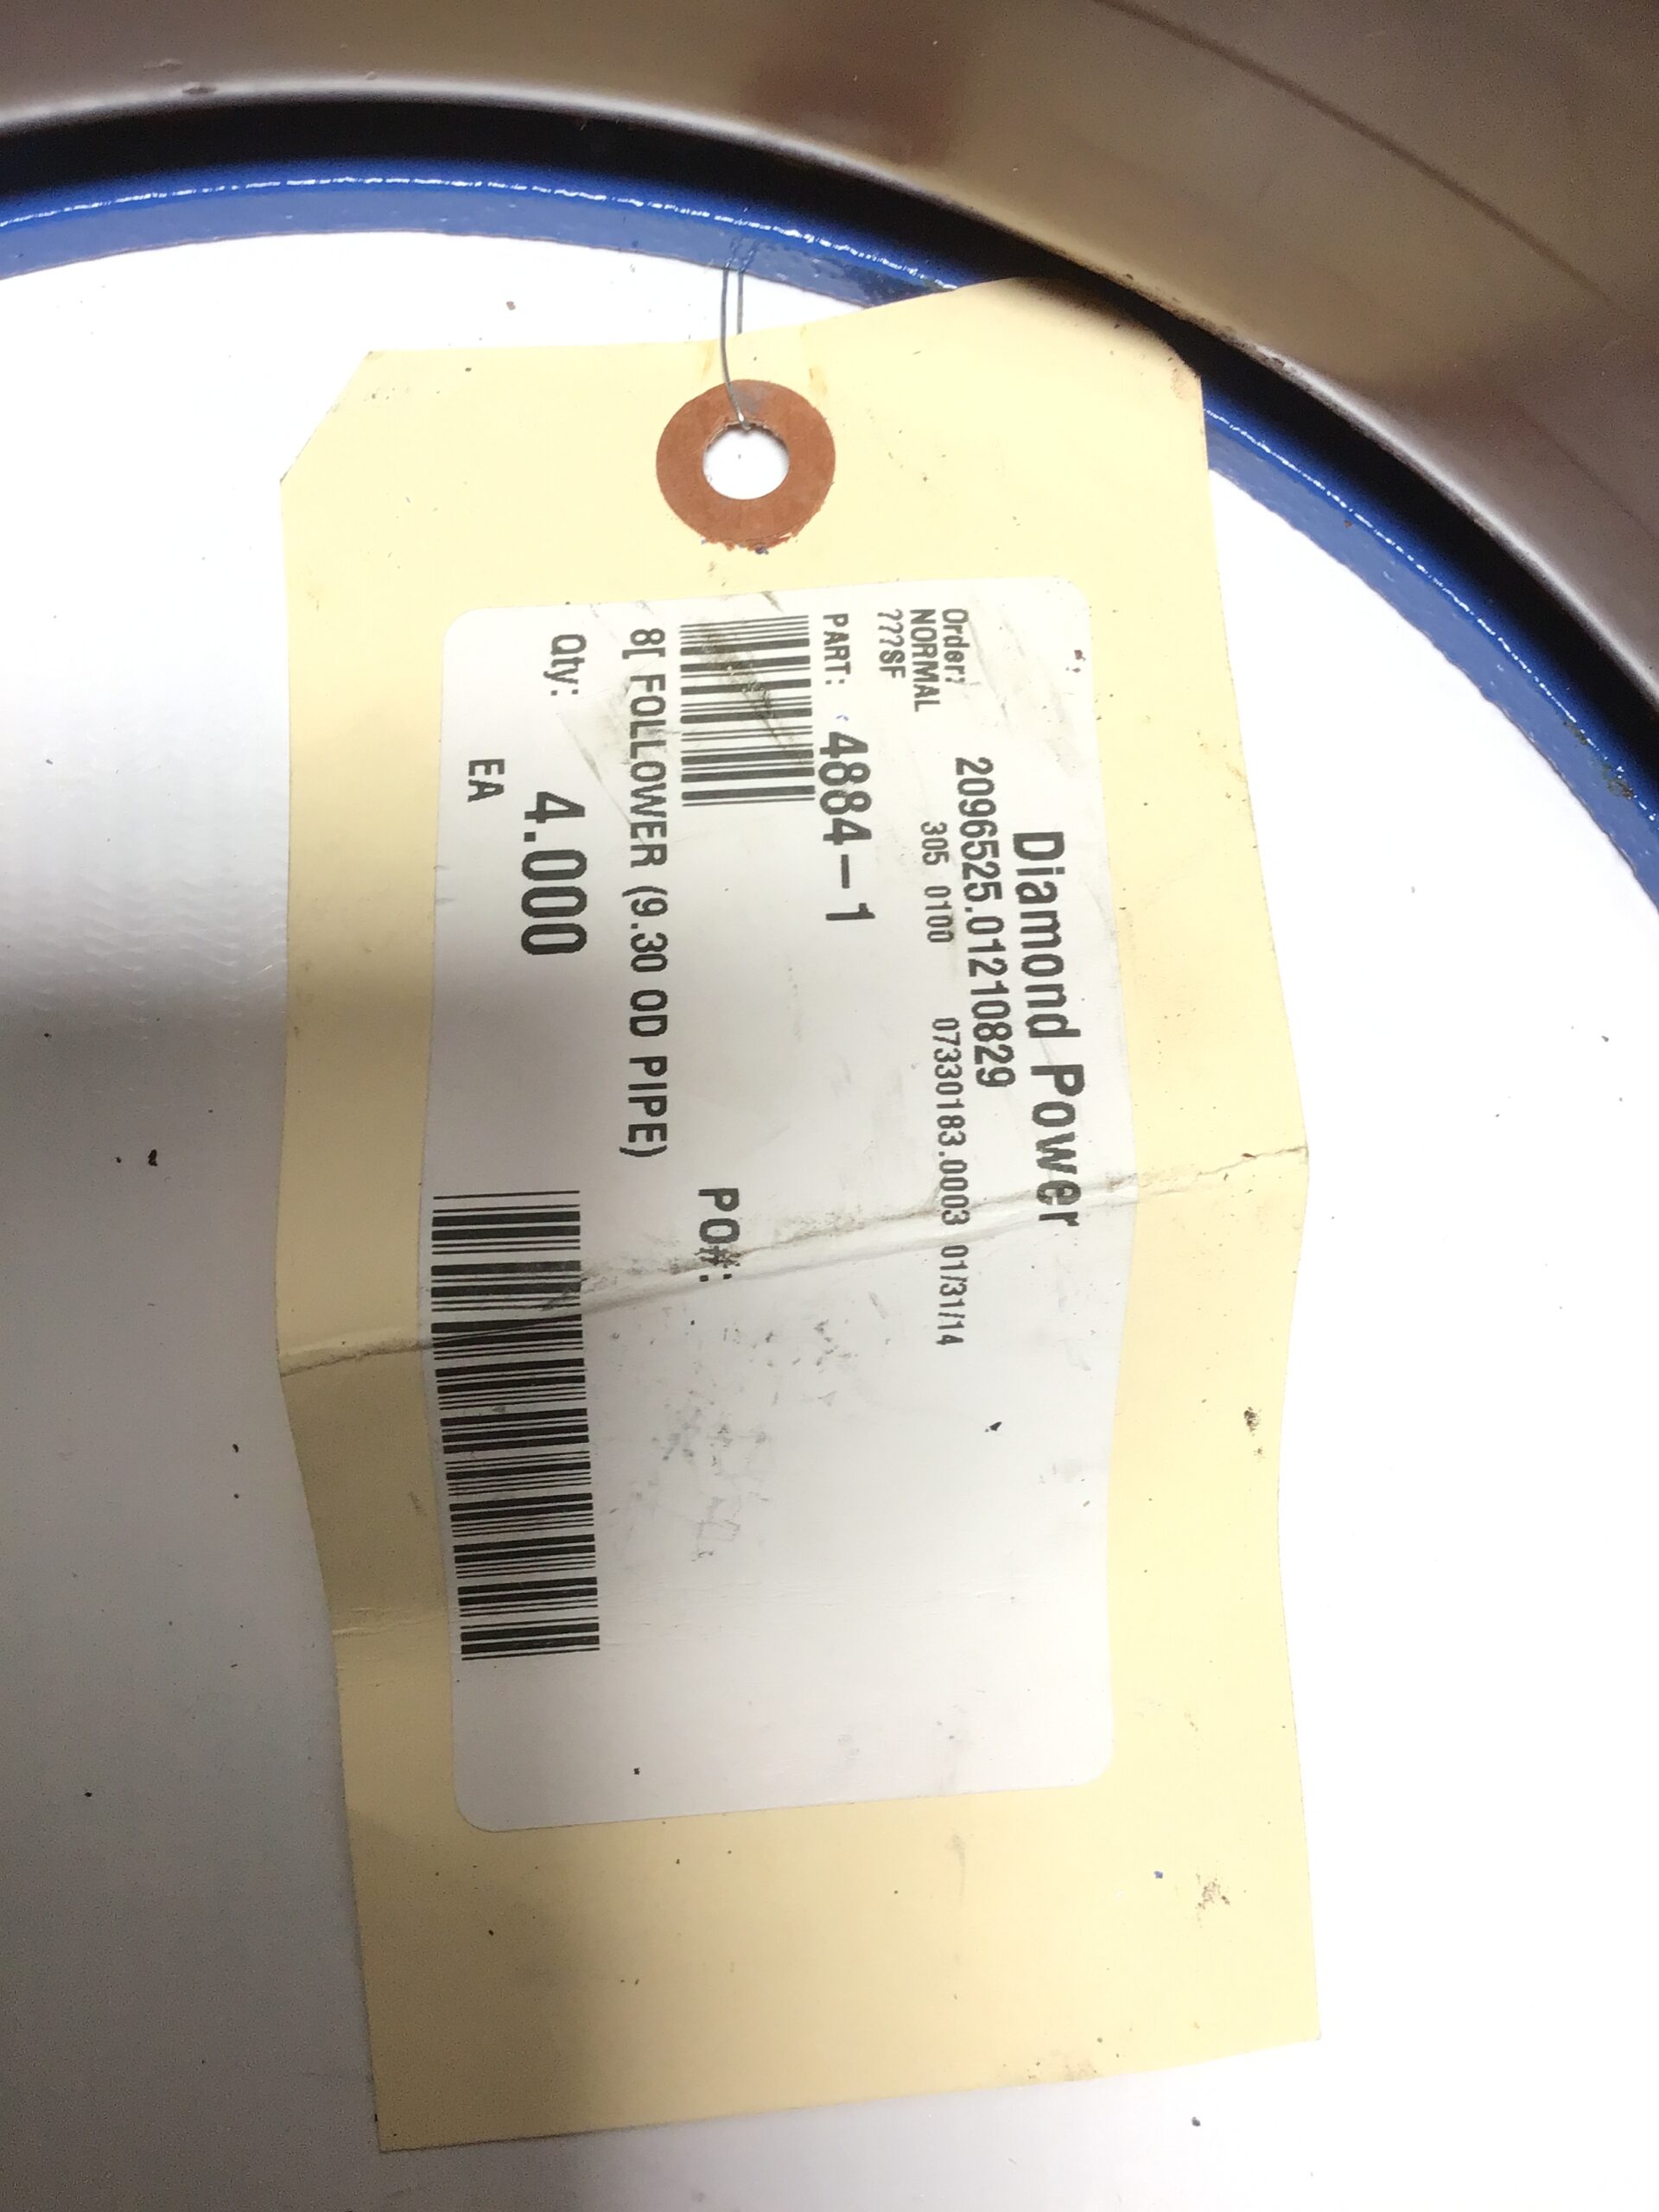 Diamond Power
Order: 2096525.01210829
NORMAL 305 0100 07330183.0003 01/31/14
???SF
PART: 4884-1
PO#:
8[ FOLLOWER (9.30 OD PIPE)
Qty: 4.000
EA